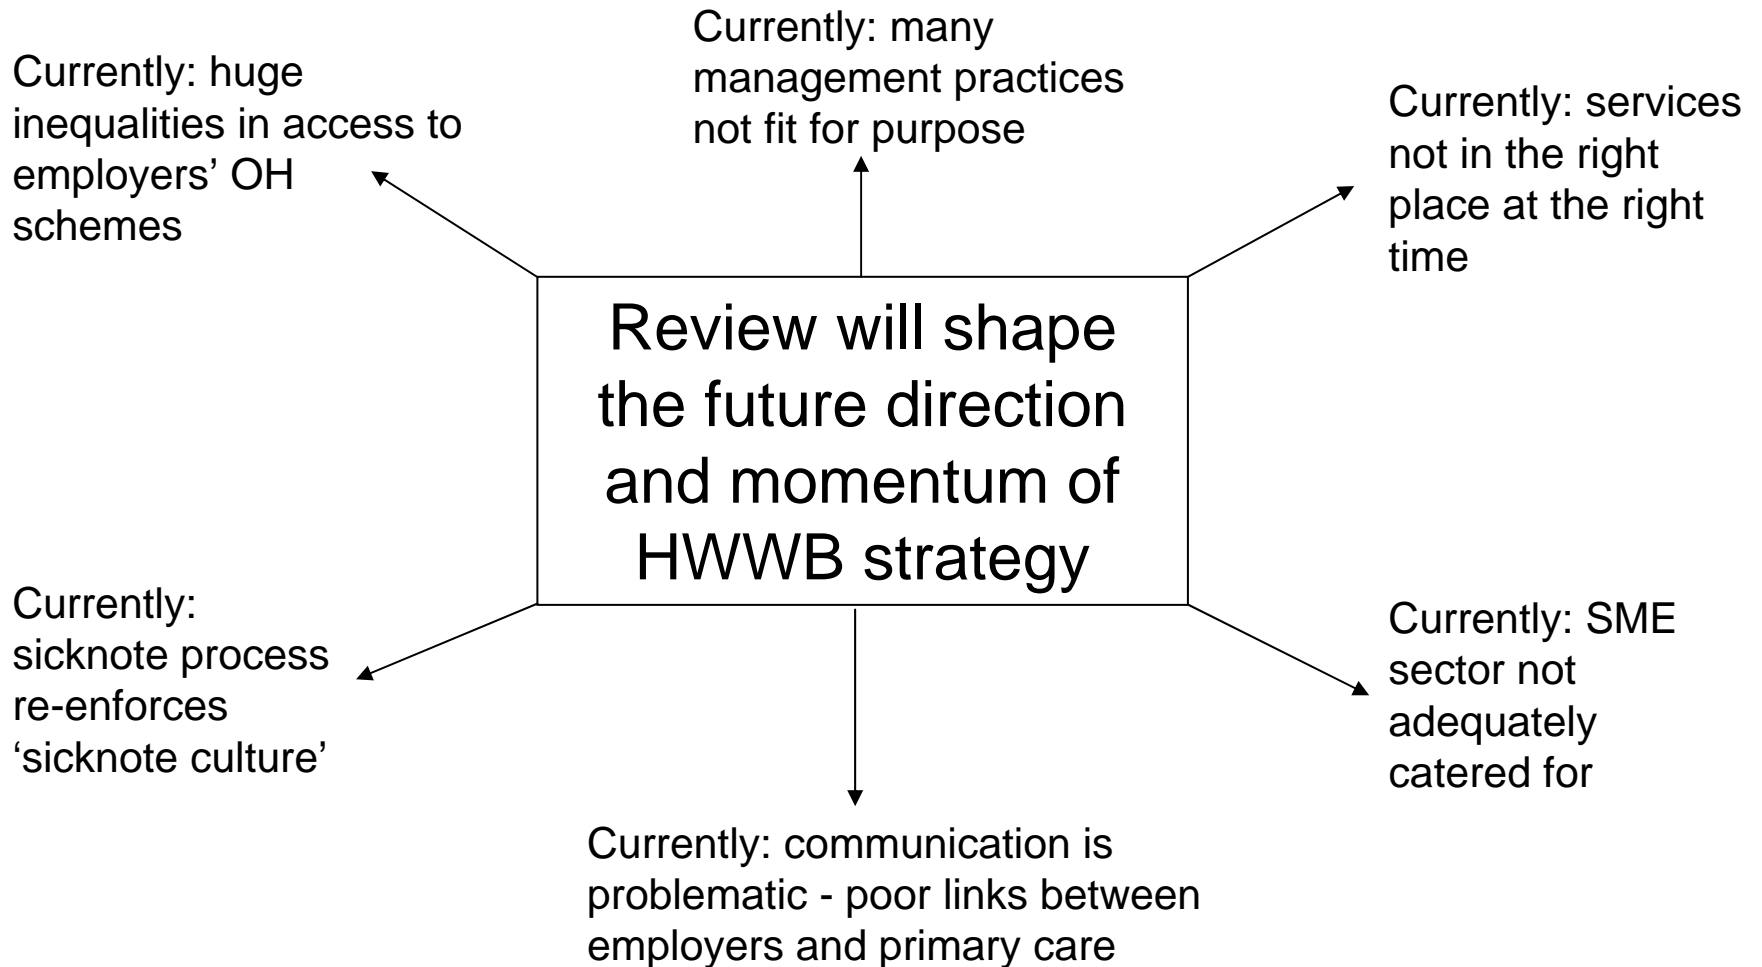 Currently: many
management practices
not fit for purpose
Currently: huge
inequalities in access to
employers’ OH
schemes
Currently: services
not in the right
place at the right
time
Review will shape
the future direction
and momentum of
HWWB strategy
Currently:
sicknote process
re-enforces
‘sicknote culture’
Currently: SME
sector not
adequately
catered for
Currently: communication is
problematic - poor links between
employers and primary care